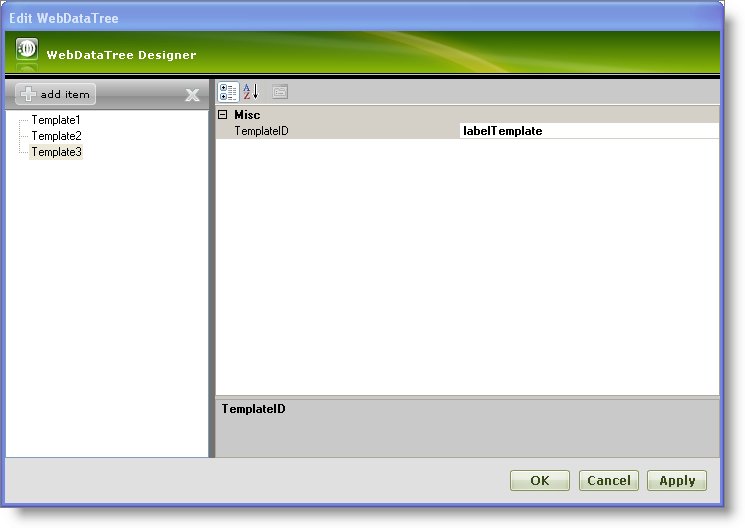 Edit WebDataTree
WebDataTree Designer
add item
X
A
Z
Template1
Template2
Template3
Misc
TemplateID labelTemplate
TemplateID
OK Cancel Apply